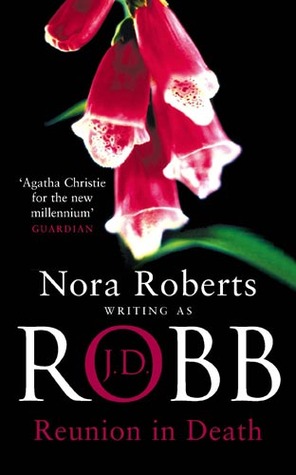 'Agatha Christie
for the new
millennium'
GUARDIAN
Nora Roberts
WRITING AS
J.D.
ROBB
Reunion in Death